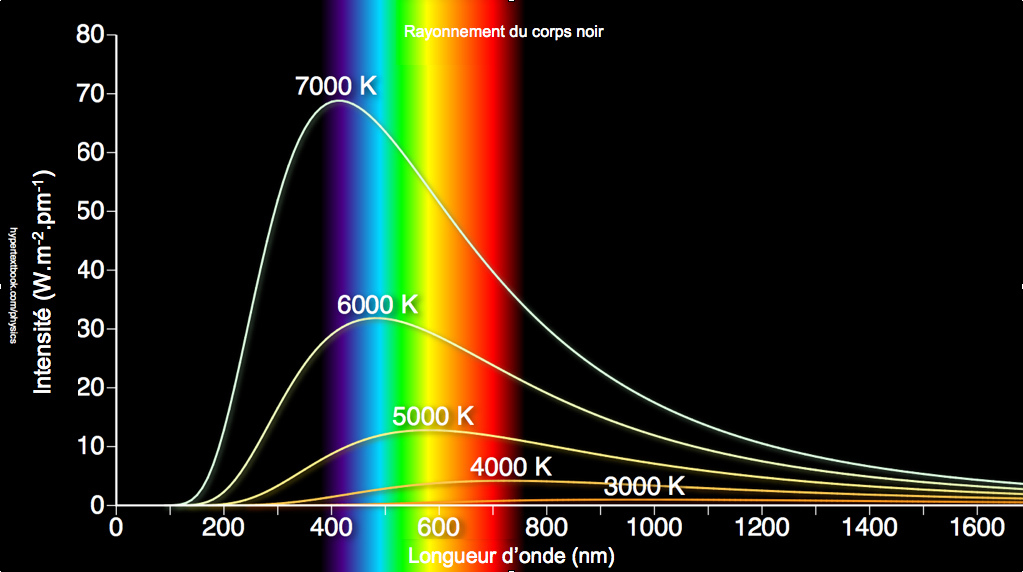 Rayonnement du corps noir
80
70
60
50
40
30
20
10
0
Intensité (W.m-2.pm-1)
hypertextbook.com/physics
7000 K
6000 K
5000 K
4000 K
3000 K
0 200 400 600 800 1000 1200 1400 1600
Longueur d’onde (nm)